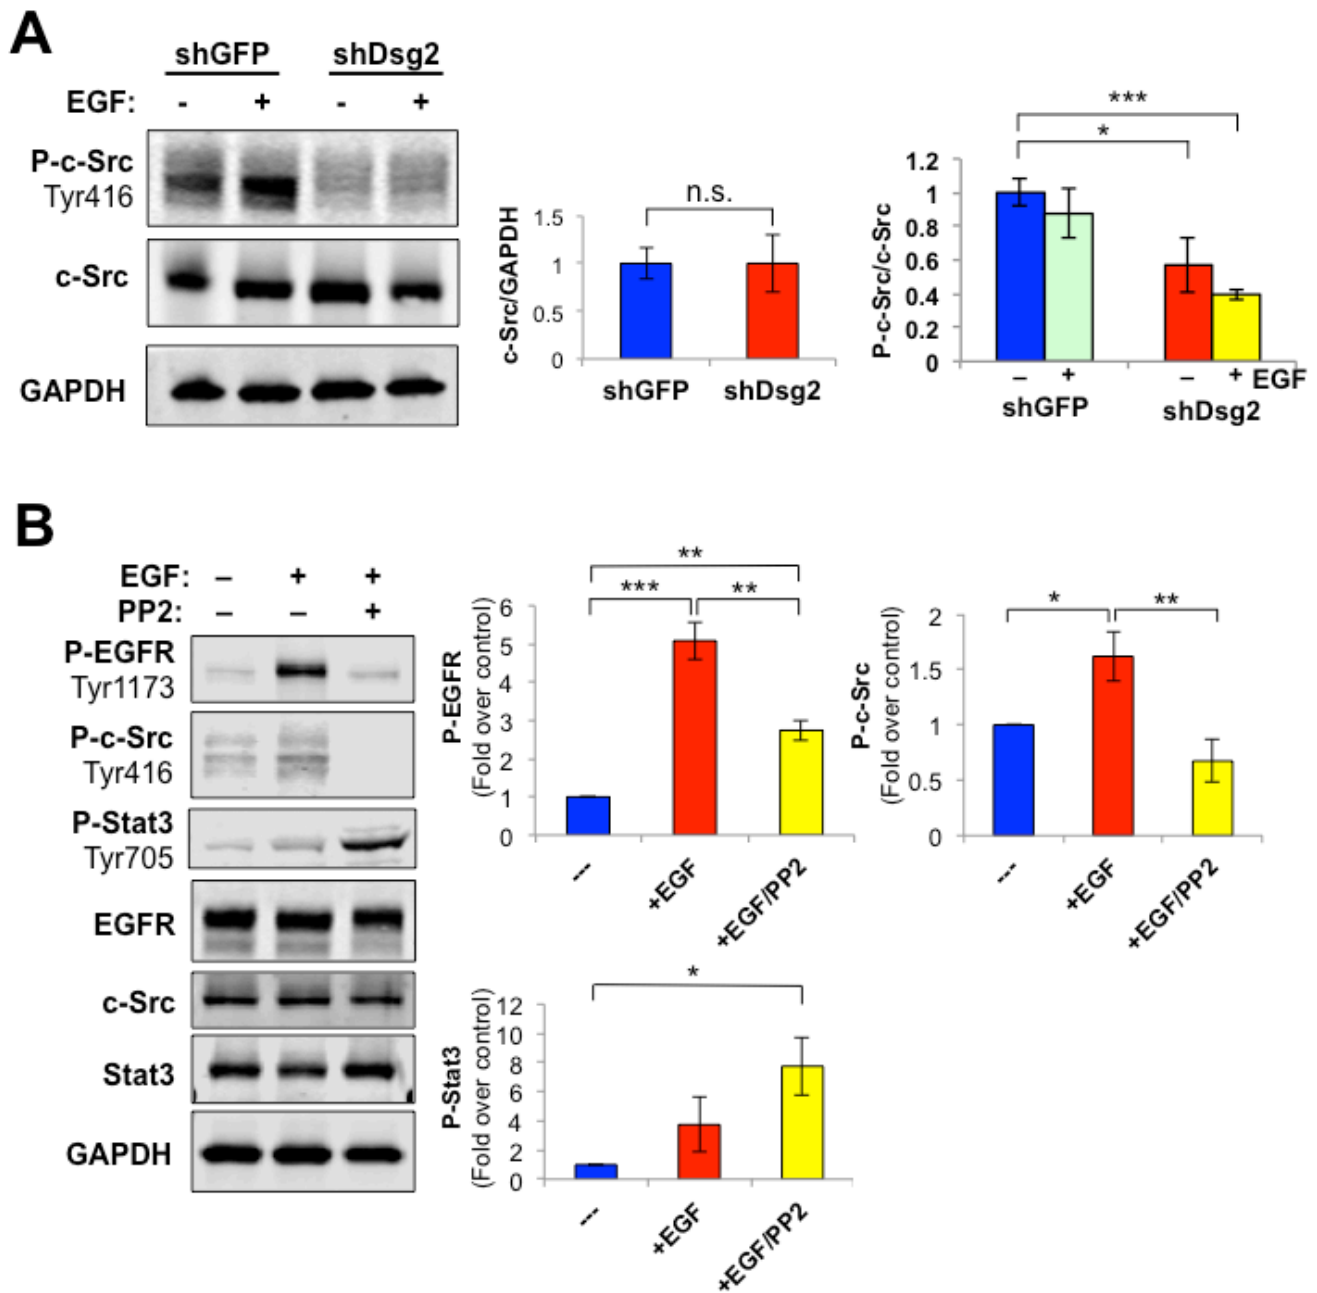 A
shGFP shDsg2
EGF: - + - +
P-c-Src
Tyr416
c-Src
GAPDH
n.s.
c-Src/GAPDH
1.5
1
0.5
0
shGFP shDsg2
***
*
P-c-Src/c-Src
1.2
1
0.8
0.6
0.4
0.2
0
– + – + EGF
shGFP shDsg2
B
EGF: – + +
PP2: – – +
P-EGFR
Tyr1173
P-c-Src
Tyr416
P-Stat3
Tyr705
EGFR
c-Src
Stat3
GAPDH
**
*** **
P-EGFR
(Fold over control)
6
5
4
3
2
1
0
---
+EGF
+EGF/PP2
* **
P-c-Src
(Fold over control)
2
1.5
1
0.5
0
---
+EGF
+EGF/PP2
*
P-Stat3
(Fold over control)
12
10
8
6
4
2
0
---
+EGF
+EGF/PP2